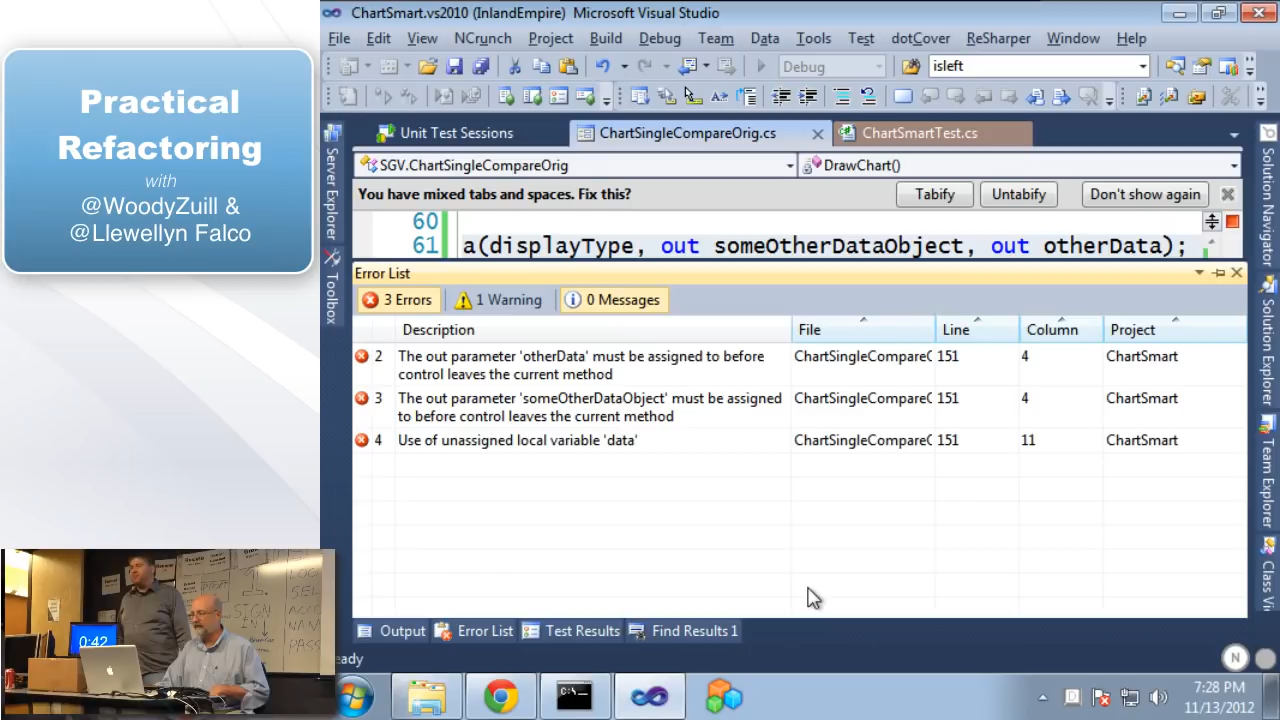 Practical
Refactoring
with
@WoodyZuill &
@Llewellyn Falco
ChartSmart.vs2010 (InlandEmpire) Microsoft Visual Studio
File Edit View NCrunch Project Build Debug Team Data Tools Test dotCover ReSharper Window Help
Debug isleft
Unit Test Sessions ChartSingleCompareOrig.cs ChartSmartTest.cs
SGV.ChartSingleCompareOrig DrawChart()
You have mixed tabs and spaces. Fix this? Tabify Untabify Don't show again
60
61 a(displayType, out someOtherDataObject, out otherData);
Error List
3 Errors 1 Warning 0 Messages
Description File Line Column Project
2 The out parameter 'otherData' must be assigned to before ChartSingleCompareO 151 4 ChartSmart
control leaves the current method
3 The out parameter 'someOtherDataObject' must be assigned ChartSingleCompareO 151 4 ChartSmart
to before control leaves the current method
4 Use of unassigned local variable 'data' ChartSingleCompareO 151 11 ChartSmart
Output Error List Test Results Find Results 1
eady
N
7:28 PM
11/13/2012
Server Explorer
Toolbox
Solution Navigator
Solution Explorer
Team Explorer
Class Vi
0:42
SIGN
IN
C:\